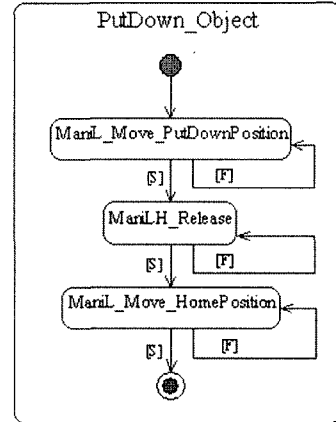 PutDown_Object
ManiL_Move_PutDownPosition
[S] [F]
ManiLH_Release
[S] [F]
ManiL_Move_HomePosition
[S] [F]